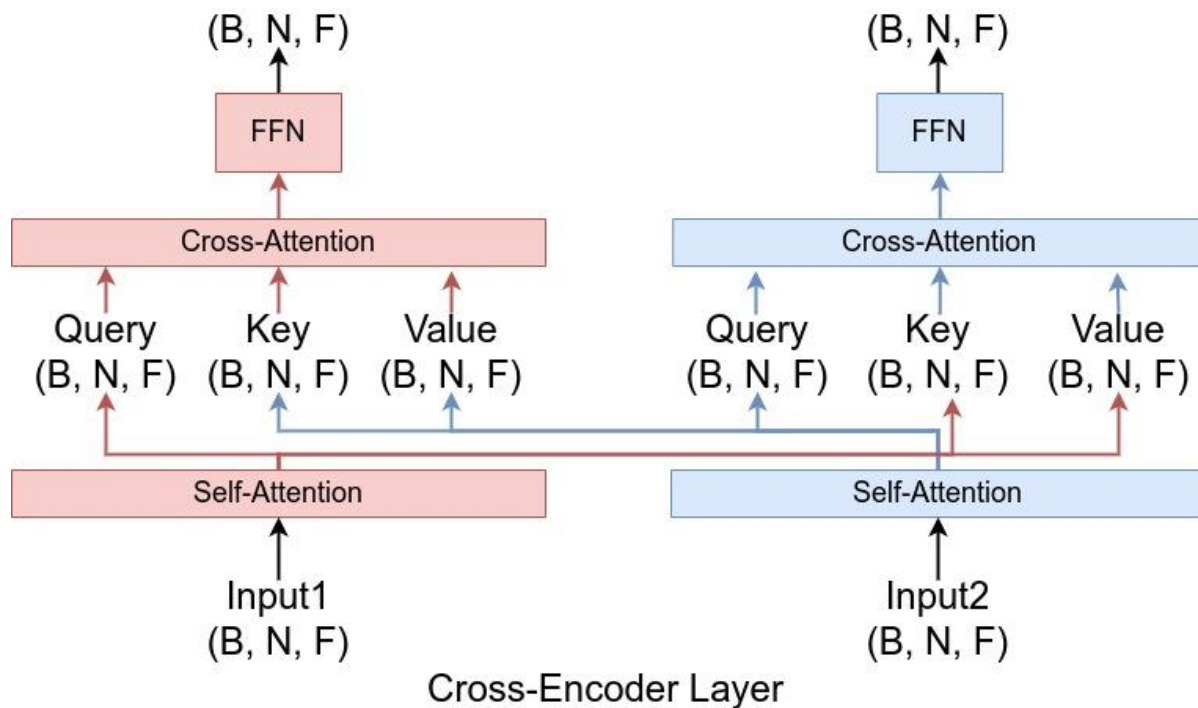 (B, N, F) (B, N, F)
FFN FFN
Cross-Attention Cross-Attention
Query Key Value Query Key Value
(B, N, F) (B, N, F) (B, N, F) (B, N, F) (B, N, F) (B, N, F)
Self-Attention Self-Attention
Input1 Input2
(B, N, F) (B, N, F)
Cross-Encoder Layer